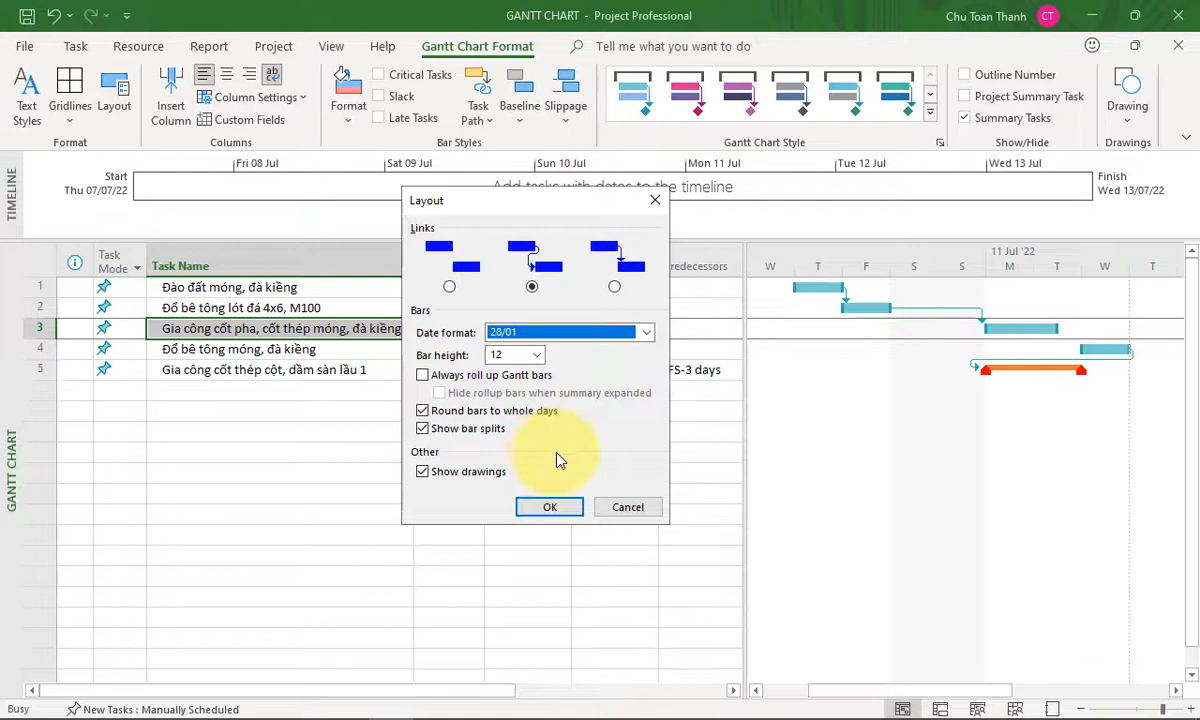 GANTT CHART - Project Professional
Chu Toan Thanh CT
File Task Resource Report Project View Help Gantt Chart Format Tell me what you want to do
Text Styles
Gridlines
Layout
Format
Insert Column
Column Settings
Custom Fields
Columns
Format
Critical Tasks
Slack
Late Tasks
Task Path
Baseline
Slippage
Bar Styles
Gantt Chart Style
Outline Number
Project Summary Task
Summary Tasks
Show/Hide
Drawing
Drawings
TIMELINE
Start
Thu 07/07/22
Fri 08 Jul Sat 09 Jul Sun 10 Jul Mon 11 Jul Tue 12 Jul Wed 13 Jul
Add tasks with dates to the timeline
Finish
Wed 13/07/22
GANTT CHART
Task Mode
Task Name
redecessors
11 Jul '22
W T F S S M T W T
1 Đào đất móng, đà kiềng
2 Đổ bê tông lót đá 4x6, M100
3 Gia công cốt pha, cốt thép móng, đà kiềng
4 Đổ bê tông móng, đà kiềng
5 Gia công cốt thép cột, dầm sàn lầu 1 FS-3 days
Layout
Links
Bars
Date format: 28/01
Bar height: 12
Always roll up Gantt bars
Hide rollup bars when summary expanded
Round bars to whole days
Show bar splits
Other
Show drawings
OK Cancel
Busy New Tasks : Manually Scheduled